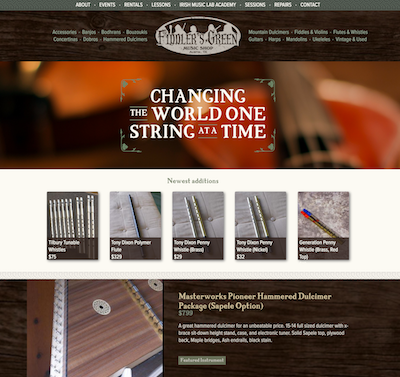 ABOUT • EVENTS • RENTALS • LESSONS • IRISH MUSIC LAB ACADEMY • SESSIONS • REPAIRS • CONTACT
Accessories • Banjos • Bodhrans • Bouzoukis
Concertinas • Dobros • Hammered Dulcimers
FIDDLER'S GREEN
MUSIC SHOP
Mountain Dulcimers • Fiddles & Violins • Flutes & Whistles
Guitars • Harps • Mandolins • Ukeleles • Vintage & Used
CHANGING
THE WORLD ONE
STRING AT A TIME
Newest additions
Tilbury Tunable
Whistles
$75
Tony Dixon Polymer
Flute
$329
Tony Dixon Penny
Whistle (Brass)
$29
Tony Dixon Penny
Whistle (Nickel)
$32
Generation Penny
Whistle (Brass, Red
Top)
Masterworks Pioneer Hammered Dulcimer
Package (Sapele Option)
$799
A great hammered dulcimer for an unbeatable price. 15-14 full sized dulcimer with x-
brace sit-down height stand, case, and electronic tuner. Solid Sapele top, plywood
back, Maple bridges, Ash endrails, black stain.
Featured Instrument